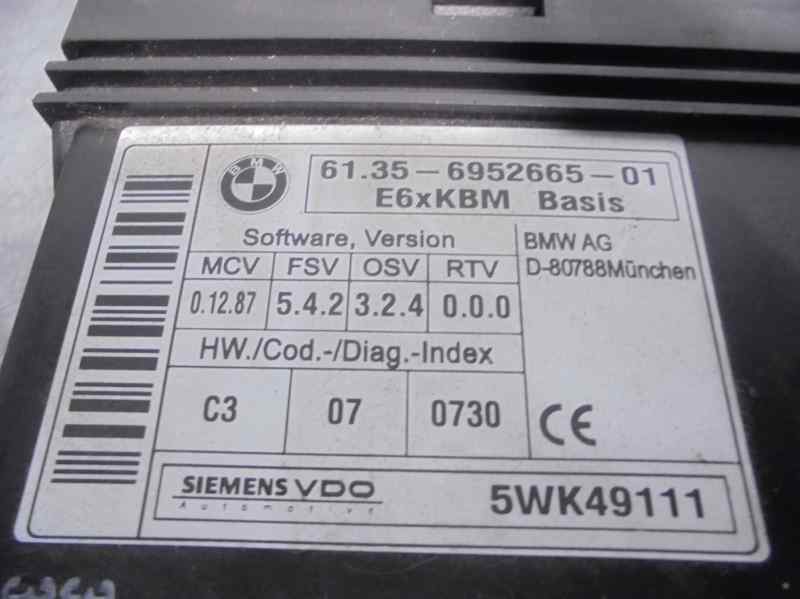 BMW
61.35-6952665-01
E6xKBM Basis
Software, Version
BMW AG
D-80788München
MCV FSV OSV RTV
0.12.87 5.4.2 3.2.4 0.0.0
HW./Cod.-/Diag.-Index
C3 07 0730
CE
SIEMENS VDO
Automotive
5WK49111